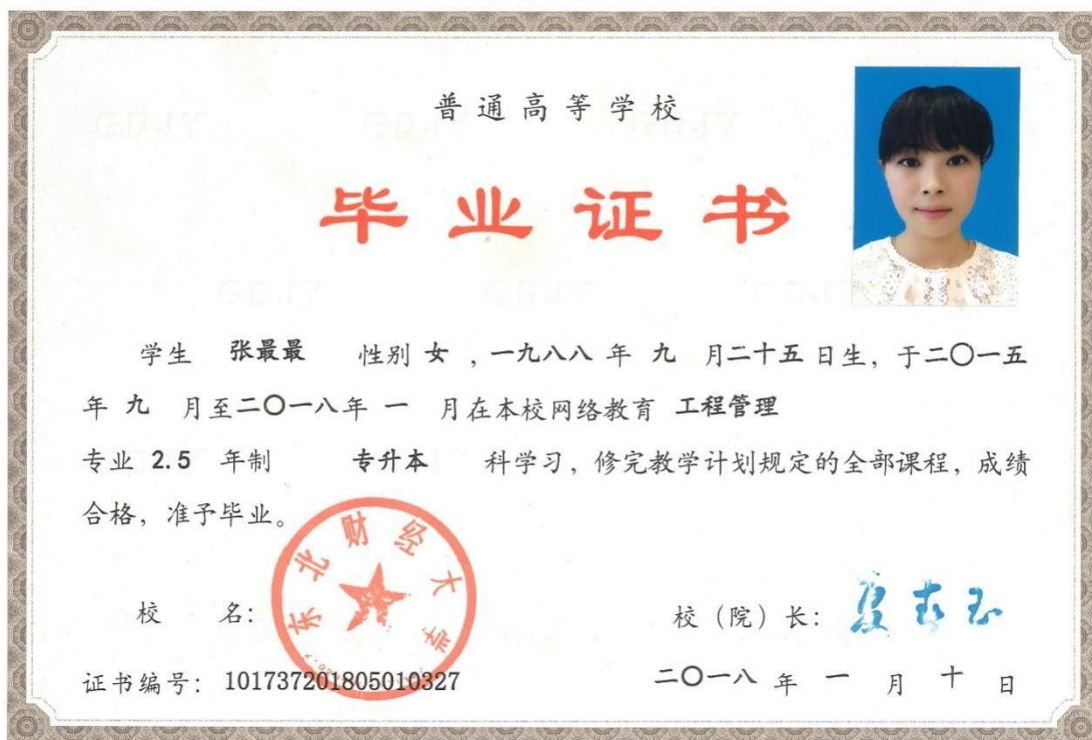 普通高等学校
毕业证书
学生 张最最 性别 女 ，一九八八 年 九 月二十五日生，于二〇一五
年 九 月至二〇一八年 一 月在本校网络教育 工程管理
专业 2.5 年制 专升本 科学习，修完教学计划规定的全部课程，成绩
合格，准予毕业。
东北财经大学
校 名：
校（院）长：
证书编号：101737201805010327
二〇一八 年 一 月 十 日